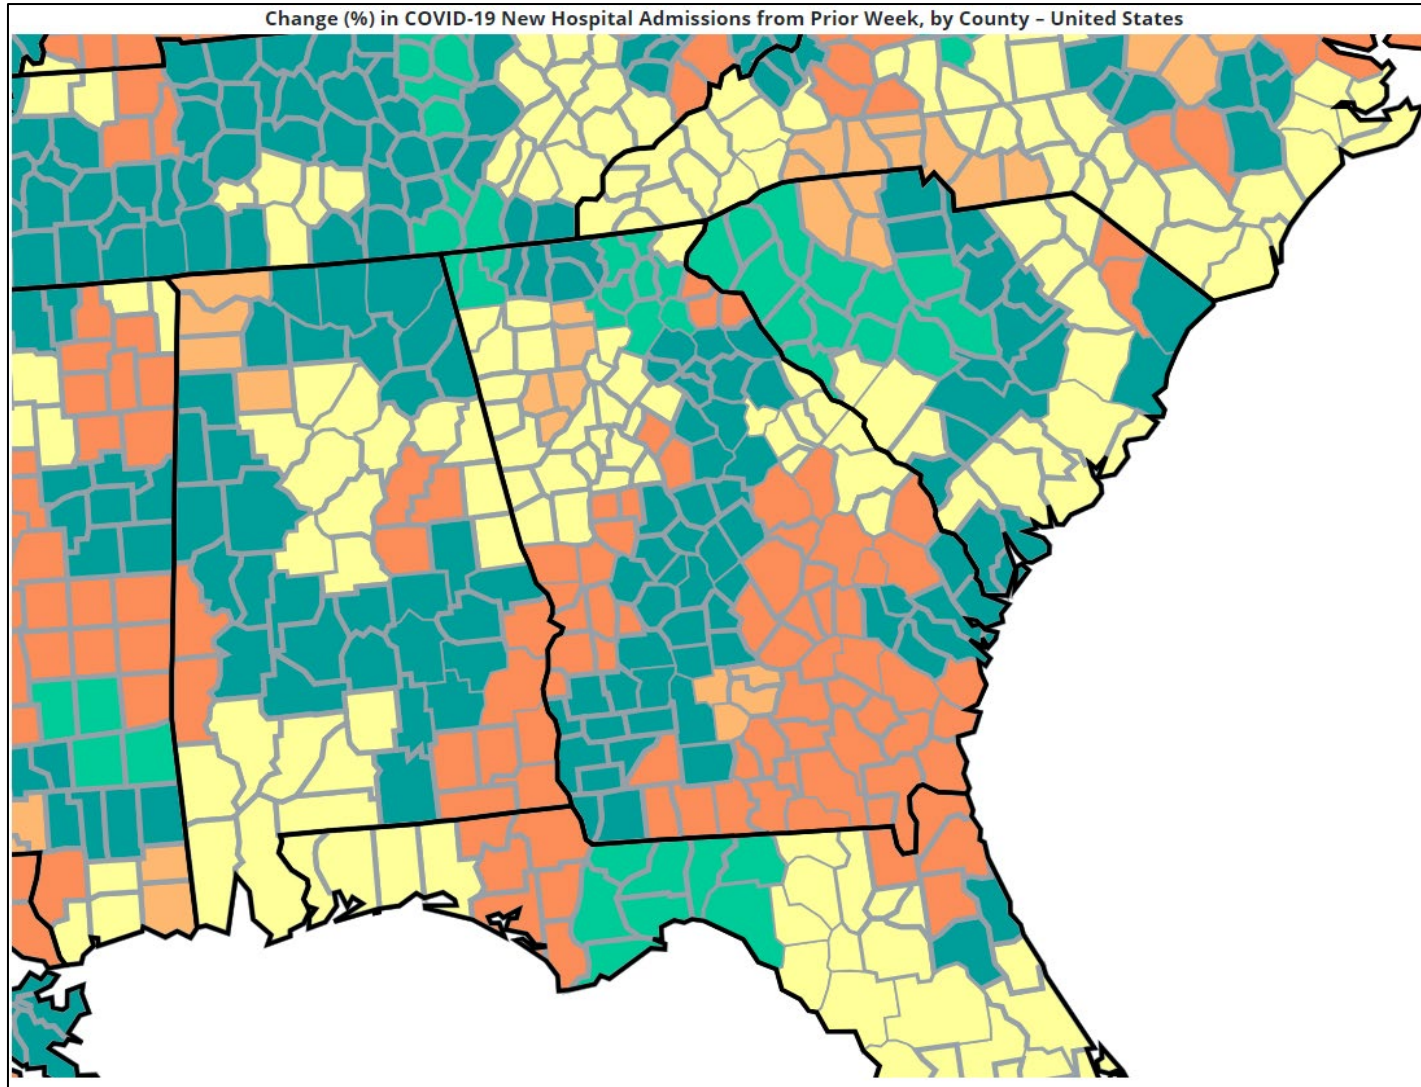 Change (%) in COVID-19 New Hospital Admissions from Prior Week, by County – United States